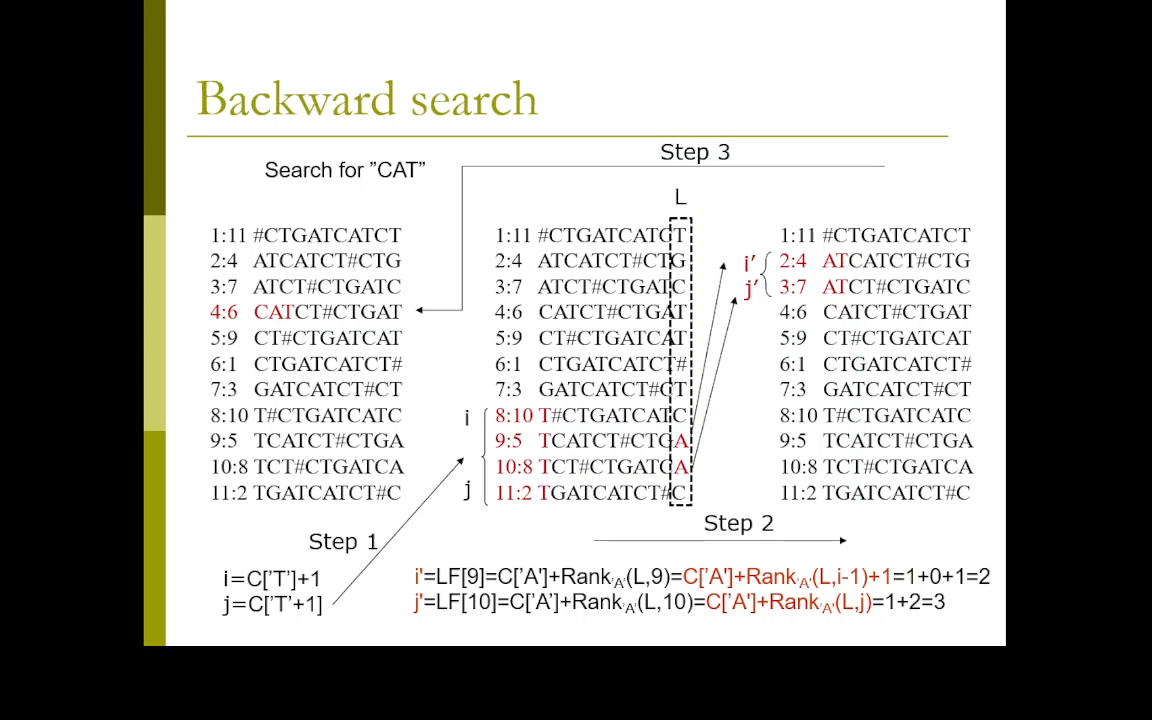 Backward search
Step 3
Search for ”CAT”
L
1:11 #CTGATCATCT
2:4 ATCATCT#CTG
3:7 ATCT#CTGATC
4:6 CATCT#CTGAT
5:9 CT#CTGATCAT
6:1 CTGATCATCT#
7:3 GATCATCT#CT
8:10 T#CTGATCATC
9:5 TCATCT#CTGA
10:8 TCT#CTGATCA
11:2 TGATCATCT#C
i
j
1:11 #CTGATCATCT
2:4 ATCATCT#CTG
3:7 ATCT#CTGATC
4:6 CATCT#CTGAT
5:9 CT#CTGATCAT
6:1 CTGATCATCT#
7:3 GATCATCT#CT
8:10 T#CTGATCATC
9:5 TCATCT#CTGA
10:8 TCT#CTGATCA
11:2 TGATCATCT#C
i’
j’
1:11 #CTGATCATCT
2:4 ATCATCT#CTG
3:7 ATCT#CTGATC
4:6 CATCT#CTGAT
5:9 CT#CTGATCAT
6:1 CTGATCATCT#
7:3 GATCATCT#CT
8:10 T#CTGATCATC
9:5 TCATCT#CTGA
10:8 TCT#CTGATCA
11:2 TGATCATCT#C
Step 1
Step 2
i=C[’T’]+1
j=C[’T’+1]
i'=LF[9]=C[’A']+Rank’A’(L,9)=C[’A']+Rank’A’(L,i-1)+1=1+0+1=2
j'=LF[10]=C[’A’]+Rank’A’(L,10)=C[’A']+Rank’A’(L,j)=1+2=3